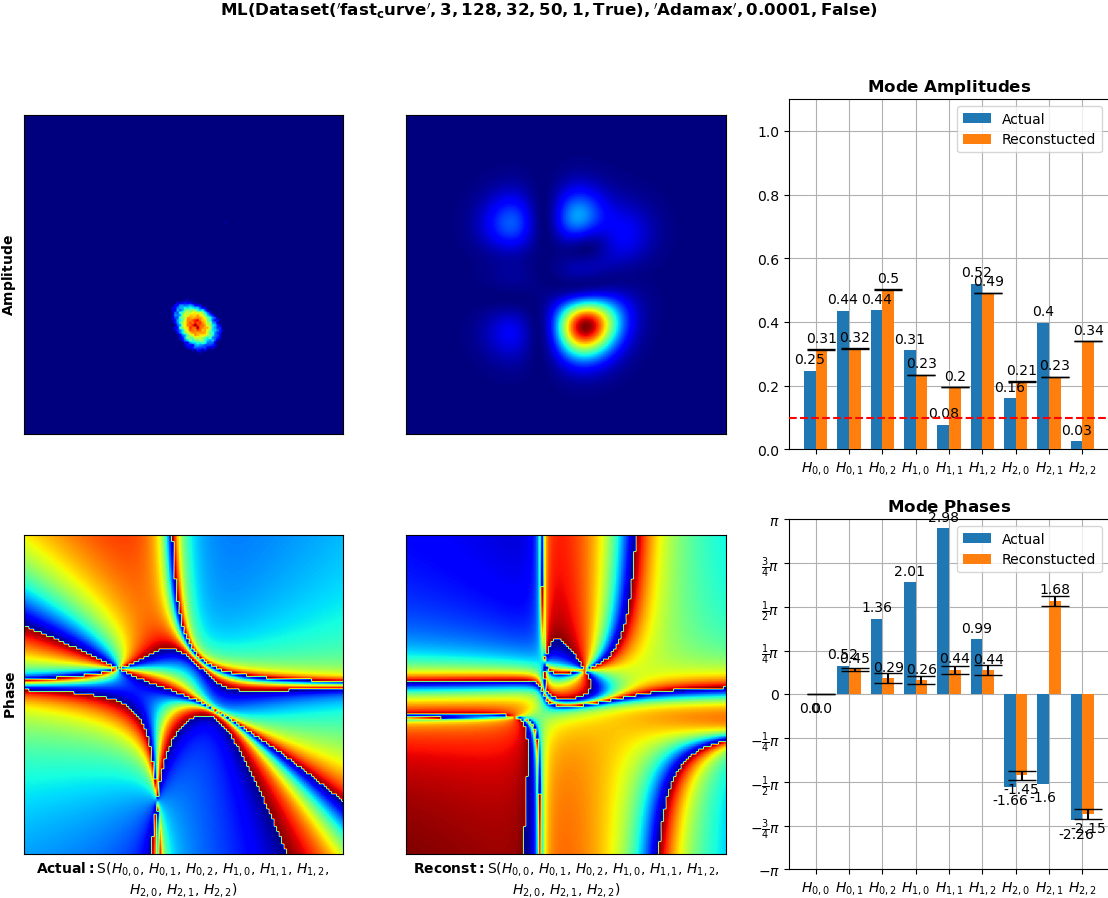 ML(Dataset('fast_curve', 3, 128, 32, 50, 1, True), 'Adamax', 0.0001, False)
Amplitude
Mode Amplitudes
Actual
Reconstucted
1.0
0.8
0.6
0.4
0.2
0.0
0.25 0.44 0.44 0.31 0.08 0.52 0.16 0.4 0.03
0.31 0.32 0.5 0.23 0.2 0.49 0.21 0.23 0.34
H0,0 H0,1 H0,2 H1,0 H1,1 H1,2 H2,0 H2,1 H2,2
Phase
Actual: S(H0,0, H0,1, H0,2, H1,0, H1,1, H1,2,
H2,0, H2,1, H2,2)
Reconst: S(H0,0, H0,1, H0,2, H1,0, H1,1, H1,2,
H2,0, H2,1, H2,2)
Mode Phases
Actual
Reconstucted
π
3/4π
1/2π
1/4π
0
−1/4π
−1/2π
−3/4π
−π
0.0 0.52 1.36 2.01 2.98 0.99 -1.66 -1.6 -2.26
0.0 0.45 0.29 0.26 0.44 0.44 -1.45 1.68 -2.15
H0,0 H0,1 H0,2 H1,0 H1,1 H1,2 H2,0 H2,1 H2,2